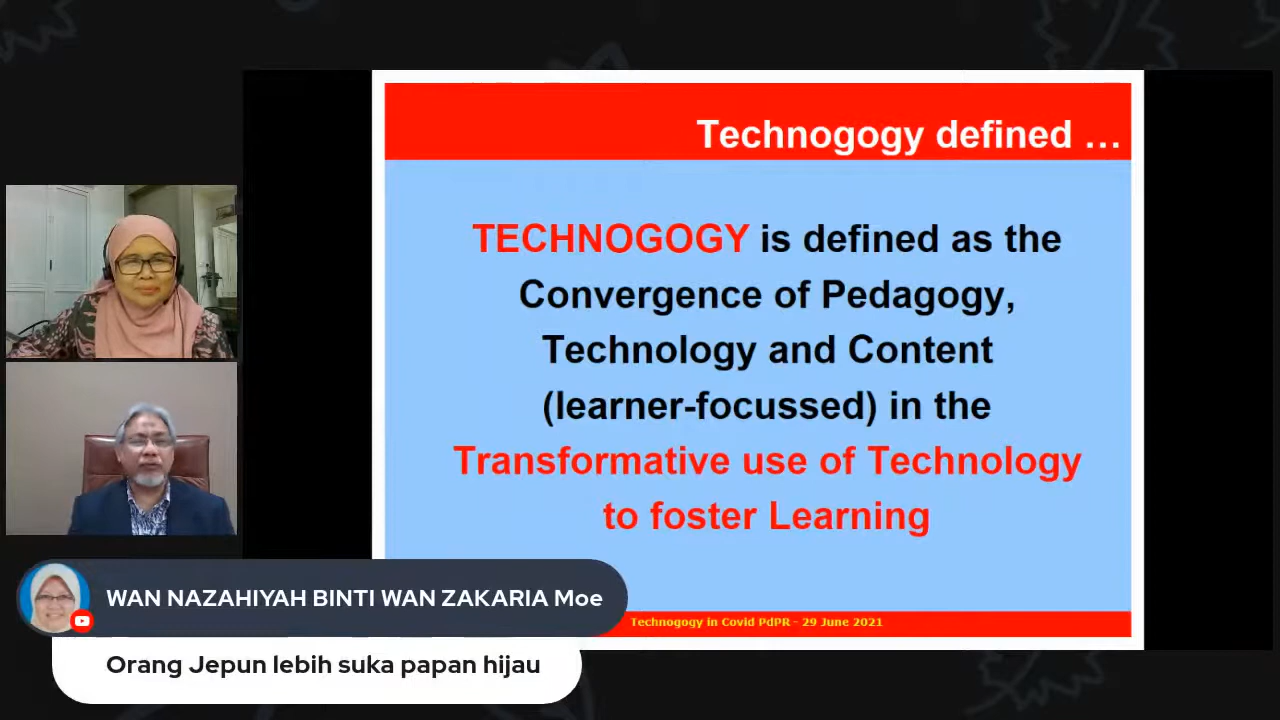 Technogogy defined ...
TECHNOGOGY is defined as the
Convergence of Pedagogy,
Technology and Content
(learner-focussed) in the
Transformative use of Technology
to foster Learning
Technogogy in Covid PdPR - 29 June 2021
WAN NAZAHIYAH BINTI WAN ZAKARIA Moe
Orang Jepun lebih suka papan hijau